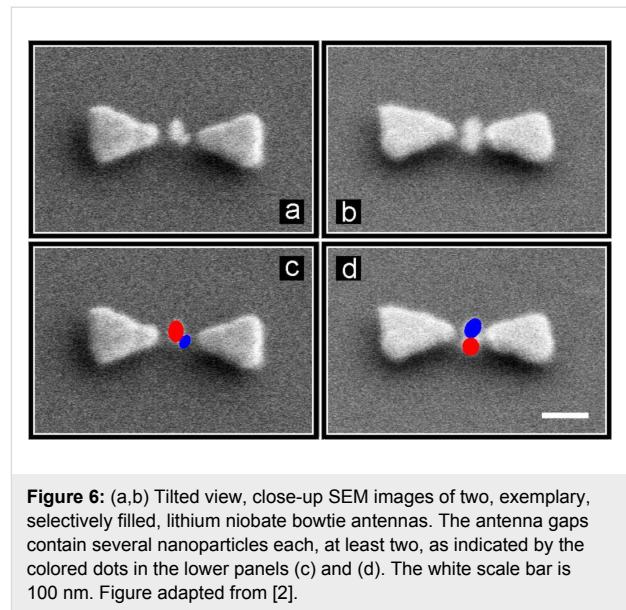 a
b
c
d
Figure 6: (a,b) Tilted view, close-up SEM images of two, exemplary,
selectively filled, lithium niobate bowtie antennas. The antenna gaps
contain several nanoparticles each, at least two, as indicated by the
colored dots in the lower panels (c) and (d). The white scale bar is
100 nm. Figure adapted from [2].